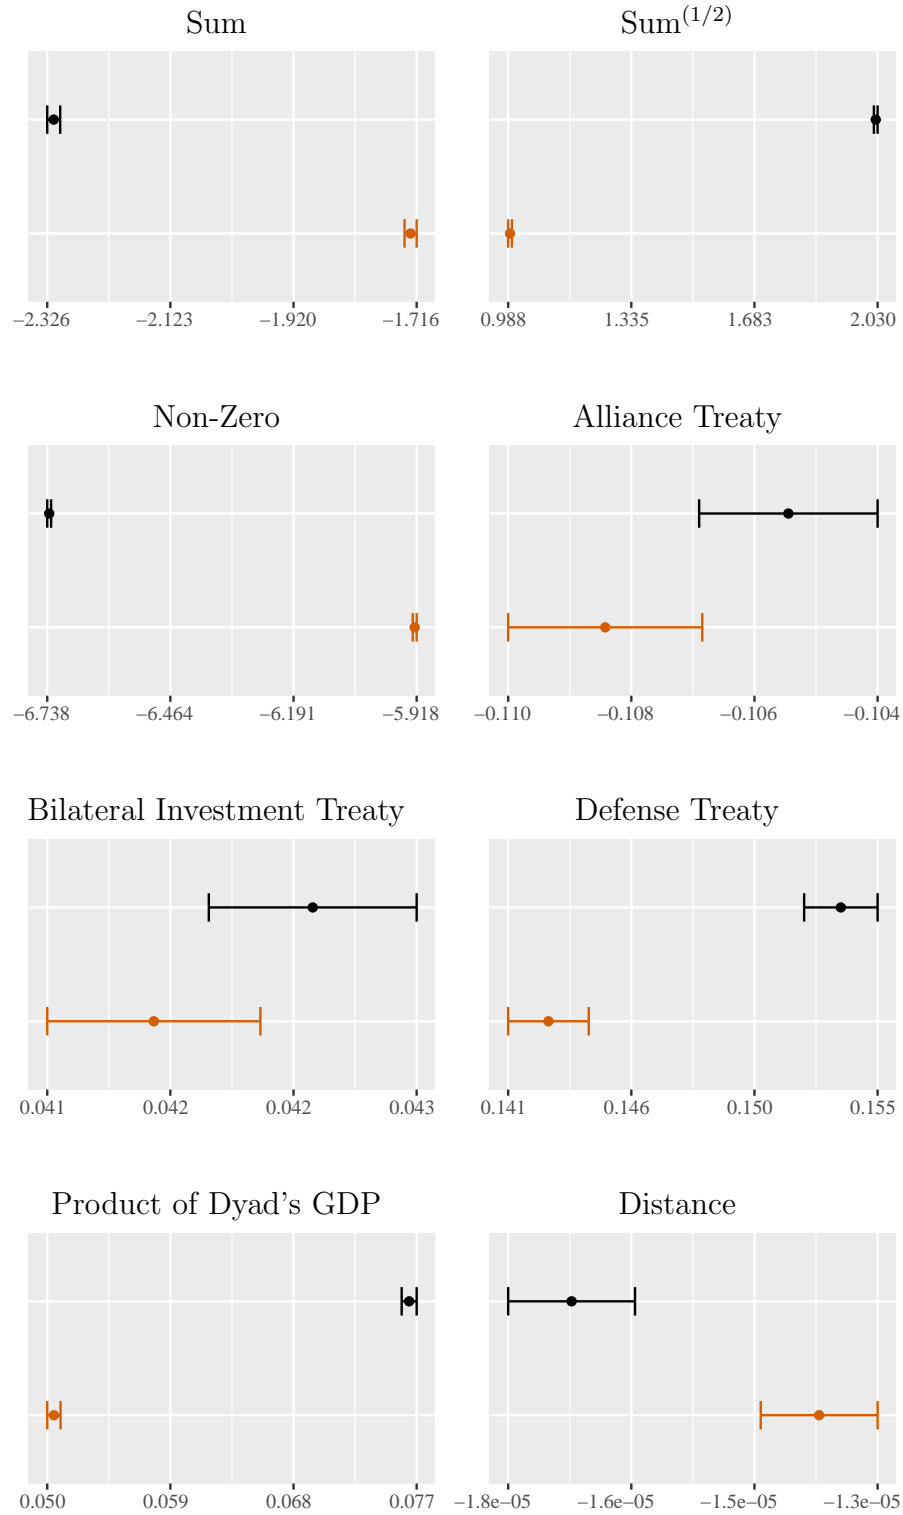 Sum
−2.326 −2.123 −1.920 −1.716
Sum^(1/2)
0.988 1.335 1.683 2.030
Non-Zero
−6.738 −6.464 −6.191 −5.918
Alliance Treaty
−0.110 −0.108 −0.106 −0.104
Bilateral Investment Treaty
0.041 0.042 0.042 0.043
Defense Treaty
0.141 0.146 0.150 0.155
Product of Dyad's GDP
0.050 0.059 0.068 0.077
Distance
−1.8e−05 −1.6e−05 −1.5e−05 −1.3e−05